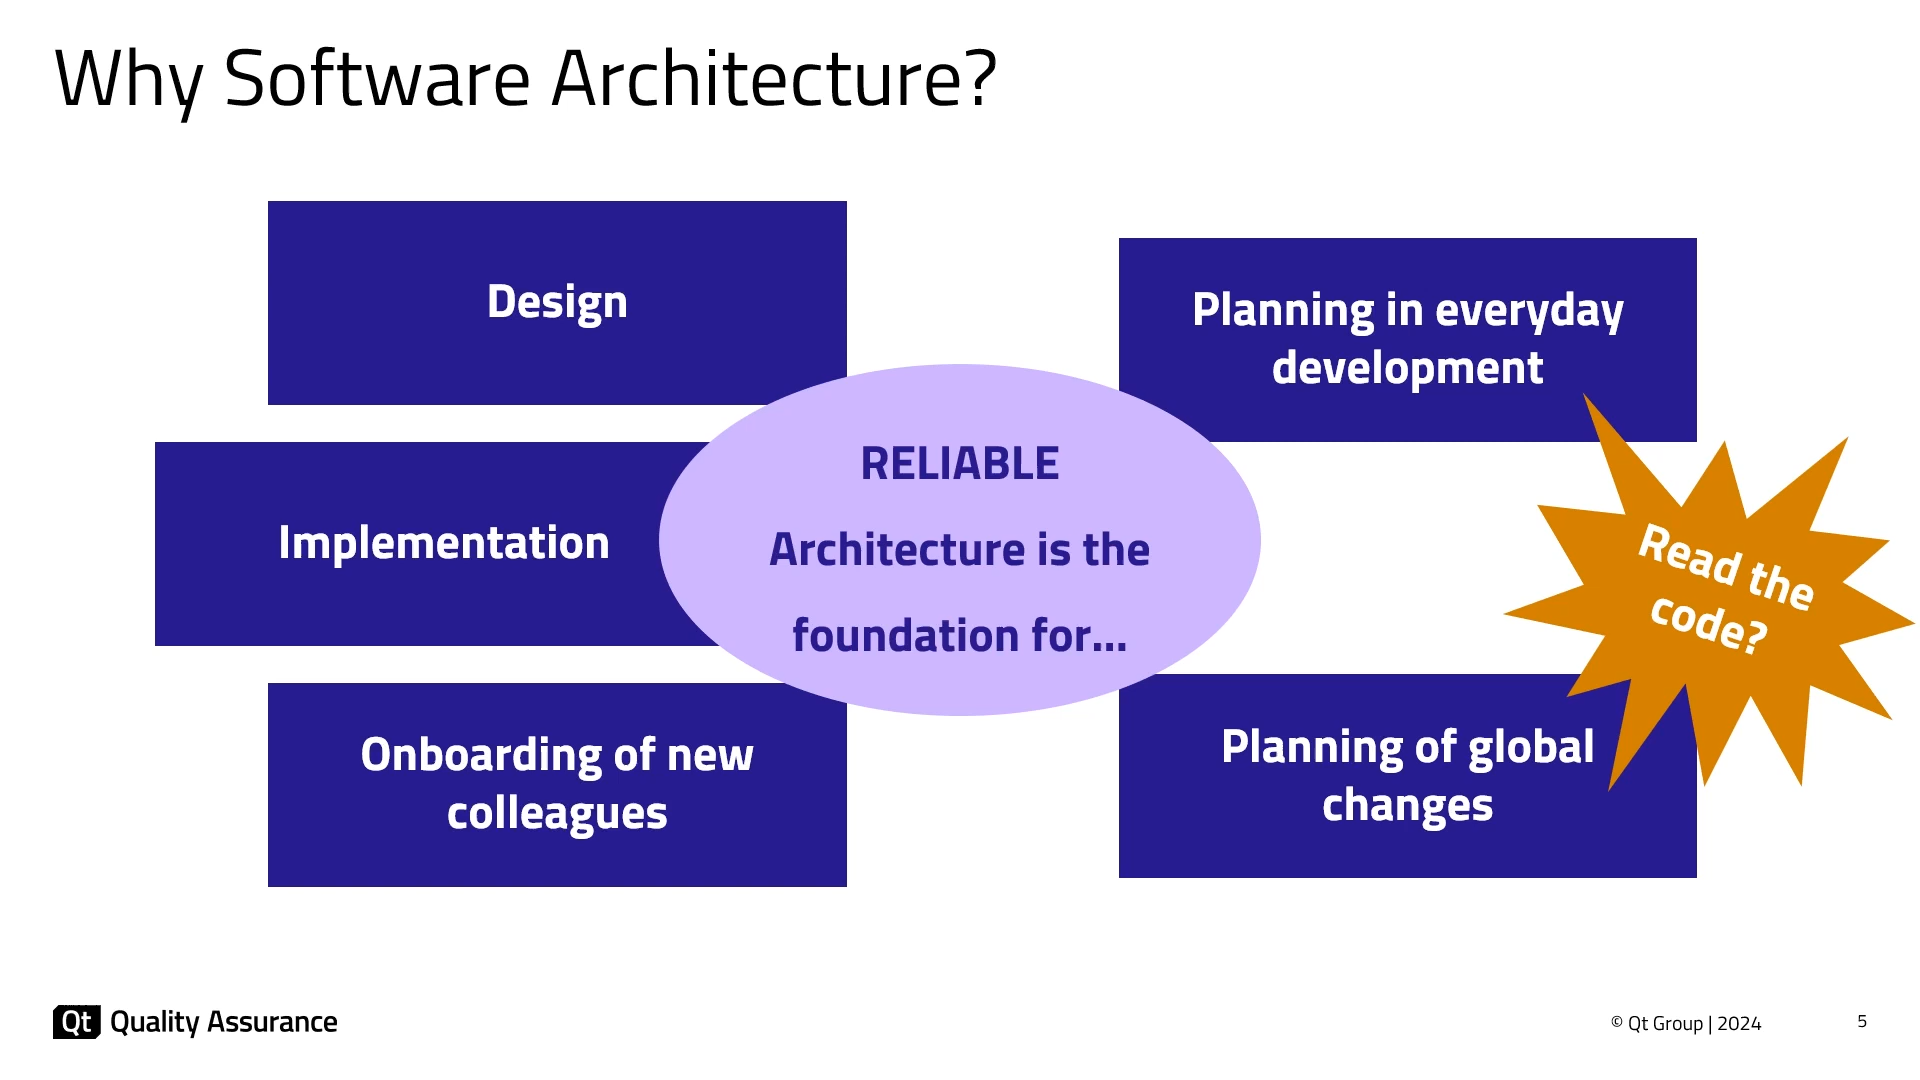 Why Software Architecture?
Design
Planning in everyday
development
RELIABLE
Architecture is the
foundation for...
Implementation
Read the
code?
Onboarding of new
colleagues
Planning of global
changes
Qt Quality Assurance
© Qt Group | 2024
5